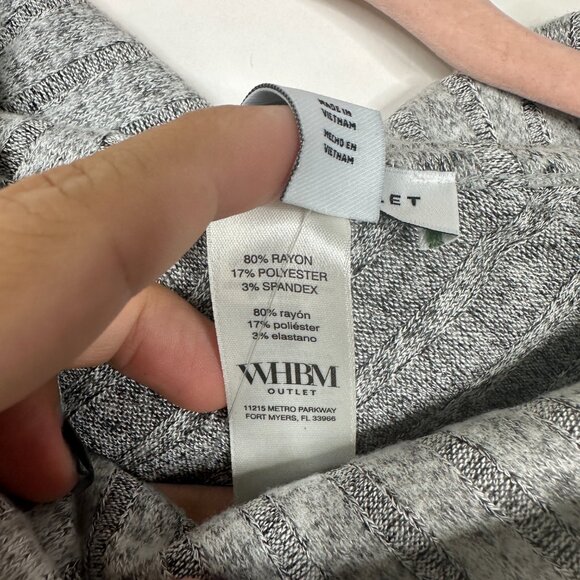 MADE IN
VIETNAM
HECHO EN
VIETNAM
LET
80% RAYON
17% POLYESTER
3% SPANDEX
80% rayón
17% poliéster
3% elastano
WHBM
OUTLET
11215 METRO PARKWAY
FORT MYERS, FL 33966